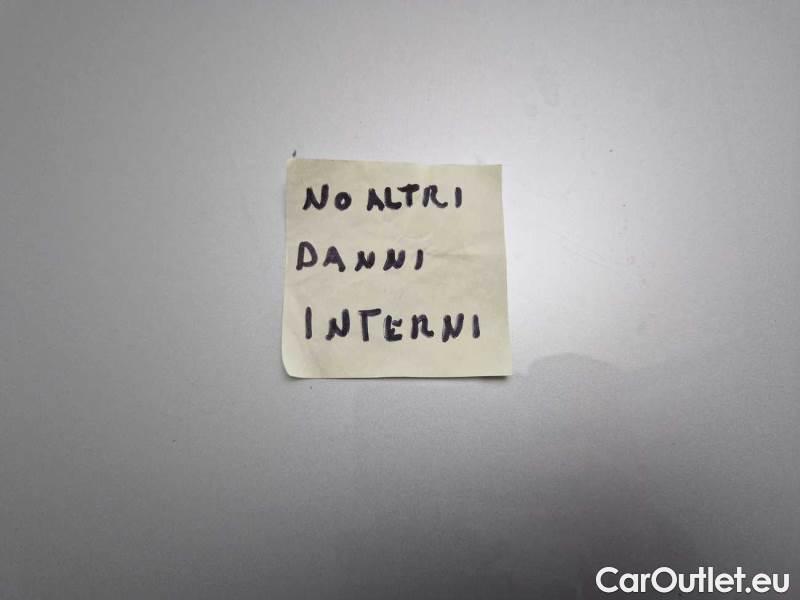 NO ALTRI
DANNI
INTERNI
CarOutlet.eu